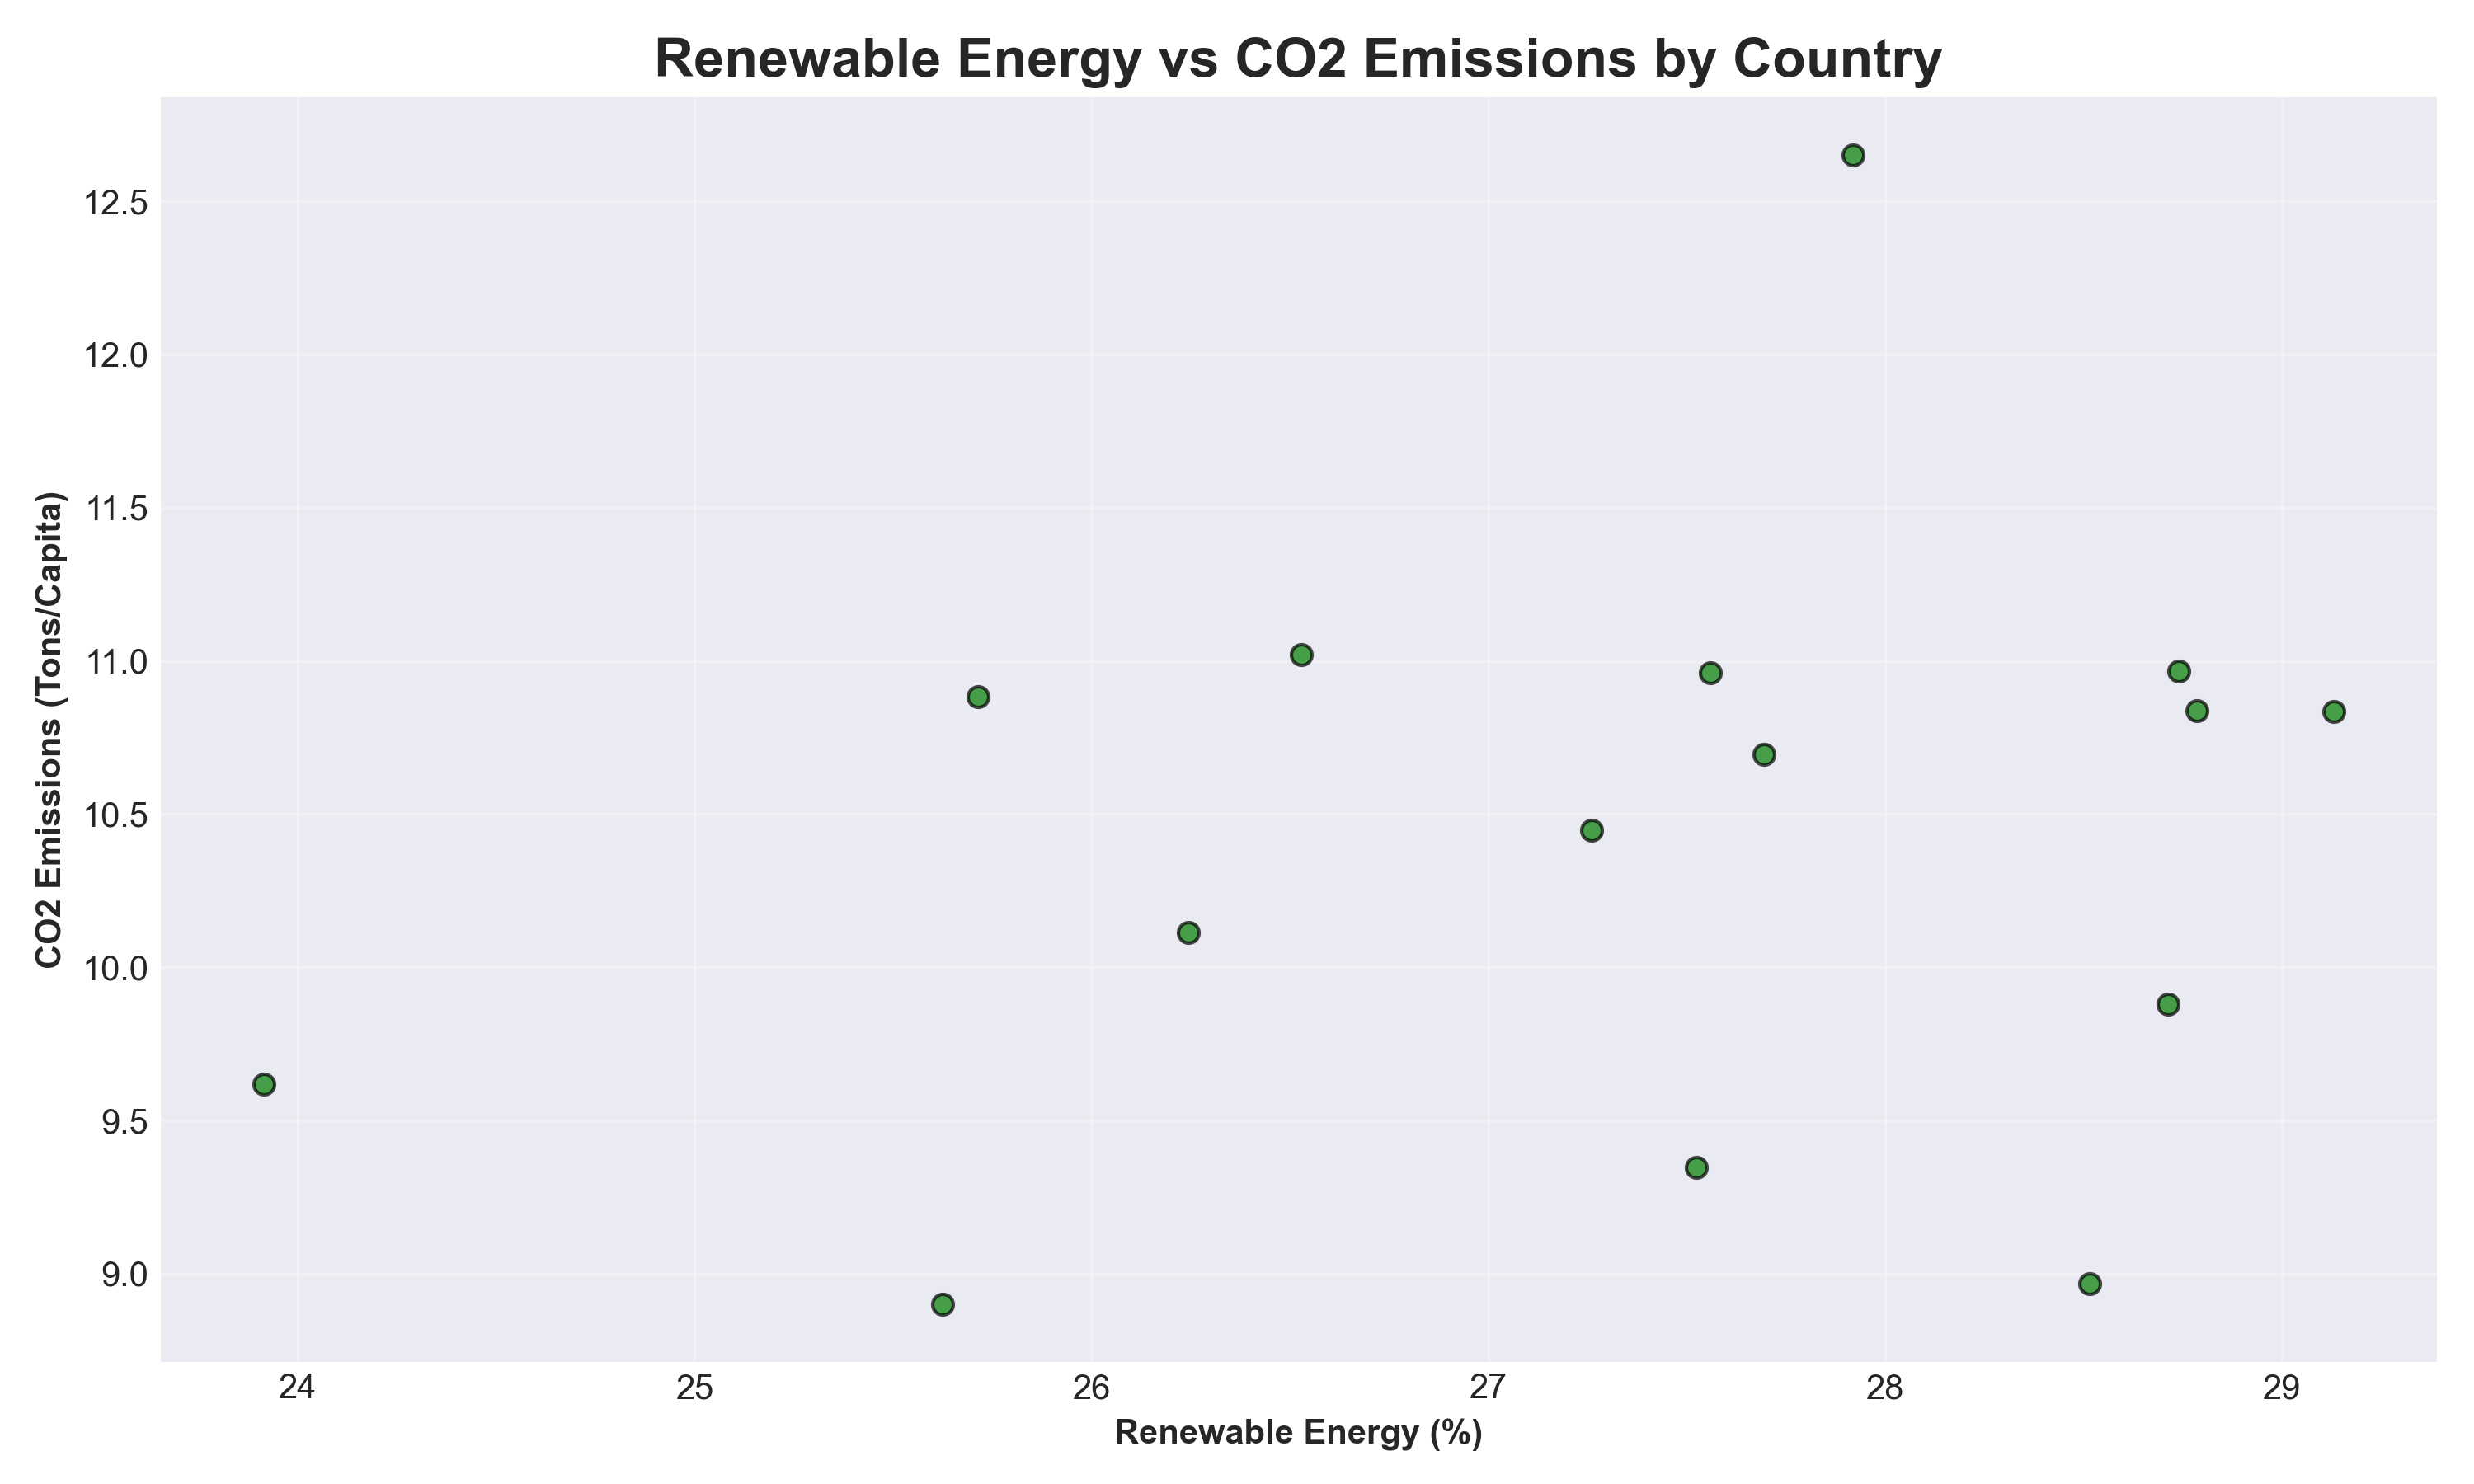 Renewable Energy vs CO2 Emissions by Country
CO2 Emissions (Tons/Capita)
12.5
12.0
11.5
11.0
10.5
10.0
9.5
9.0
24 25 26 27 28 29
Renewable Energy (%)